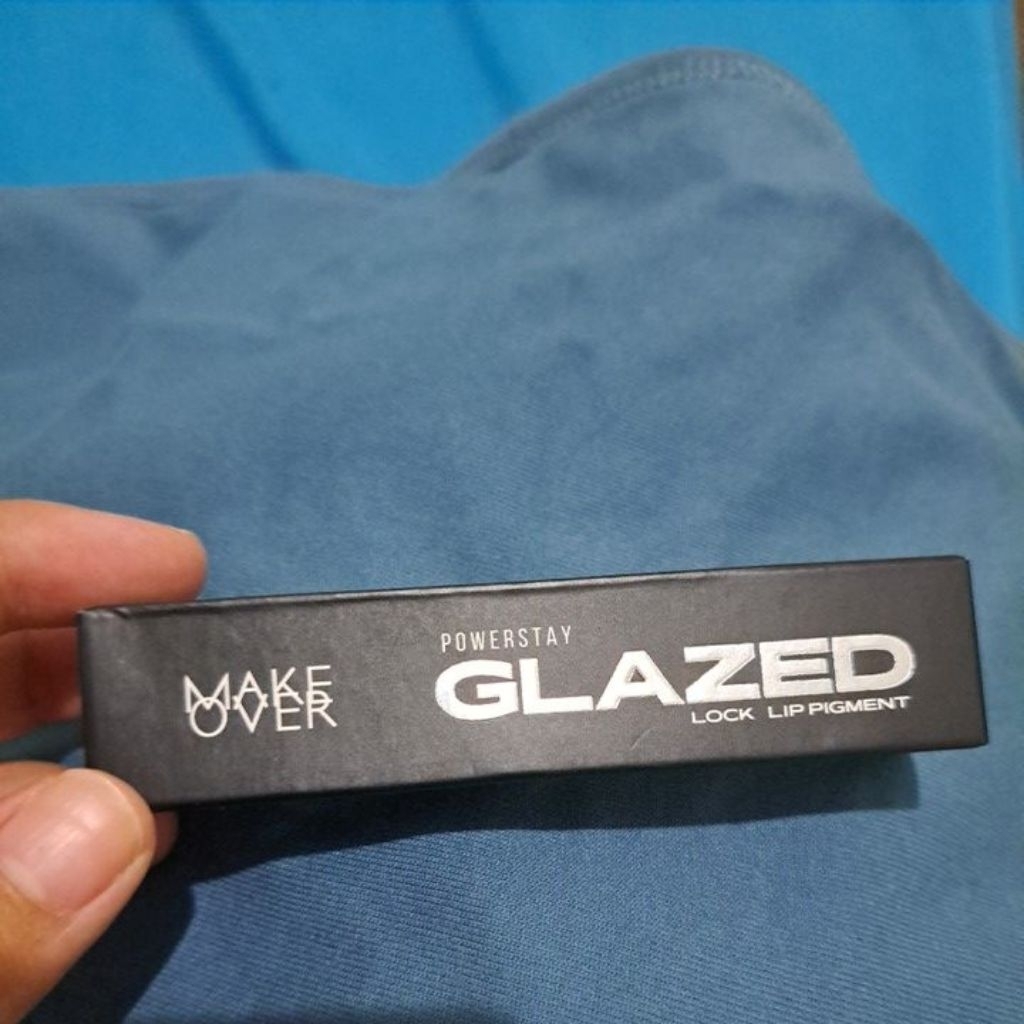 MAKE
OVER
POWERSTAY
GLAZED
LOCK LIP PIGMENT